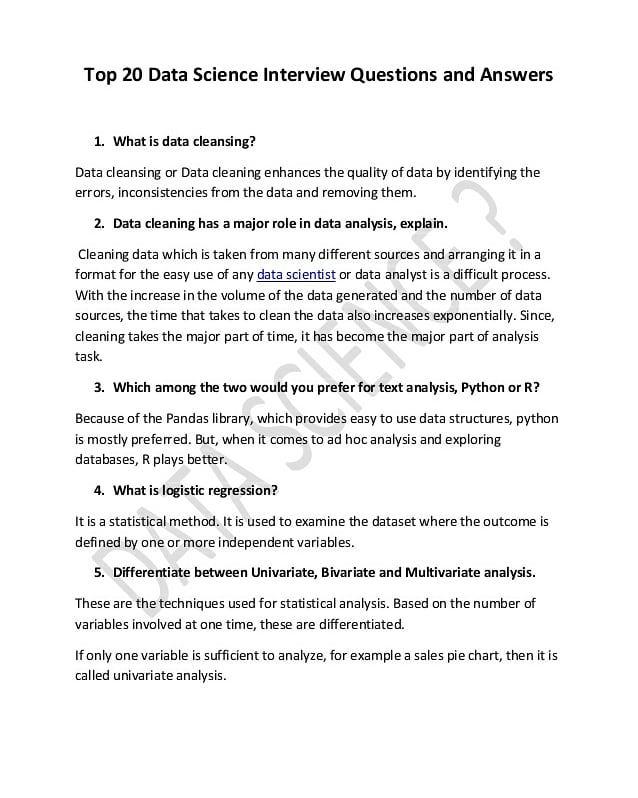 Top 20 Data Science Interview Questions and Answers
1. What is data cleansing?
Data cleansing or Data cleaning enhances the quality of data by identifying the
errors, inconsistencies from the data and removing them.
2. Data cleaning has a major role in data analysis, explain.
Cleaning data which is taken from many different sources and arranging it in a
format for the easy use of any data scientist or data analyst is a difficult process.
With the increase in the volume of the data generated and the number of data
sources, the time that takes to clean the data also increases exponentially. Since,
cleaning takes the major part of time, it has become the major part of analysis
task.
3. Which among the two would you prefer for text analysis, Python or R?
Because of the Pandas library, which provides easy to use data structures, python
is mostly preferred. But, when it comes to ad hoc analysis and exploring
databases, R plays better.
4. What is logistic regression?
It is a statistical method. It is used to examine the dataset where the outcome is
defined by one or more independent variables.
5. Differentiate between Univariate, Bivariate and Multivariate analysis.
These are the techniques used for statistical analysis. Based on the number of
variables involved at one time, these are differentiated.
If only one variable is sufficient to analyze, for example a sales pie chart, then it is
called univariate analysis.
DATA SCIENCE ?